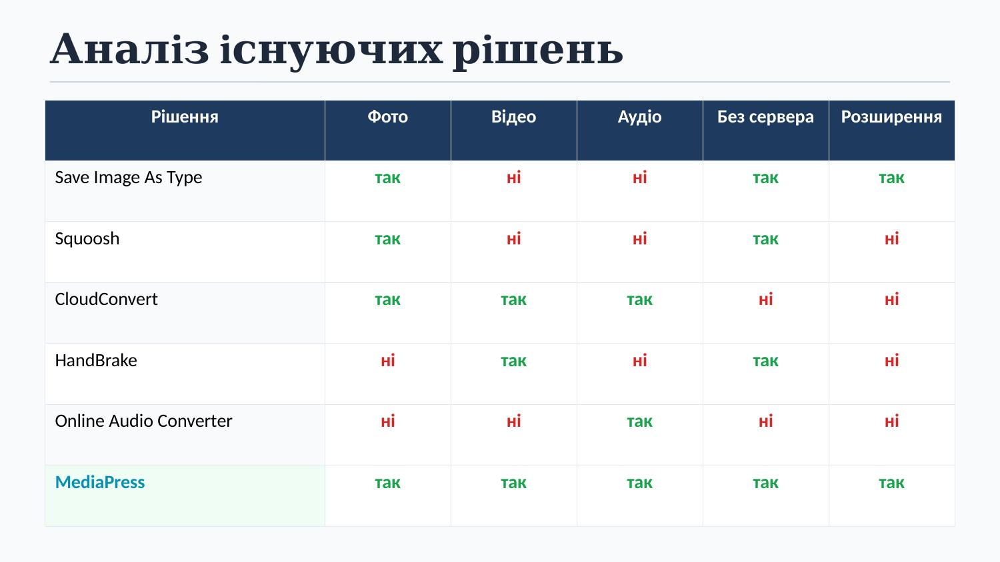 Аналіз існуючих рішень
Рішення Фото Відео Аудіо Без сервера Розширення
Save Image As Type так ні ні так так
Squoosh так ні ні так ні
CloudConvert так так так ні ні
HandBrake ні так ні так ні
Online Audio Converter ні ні так ні ні
MediaPress так так так так так